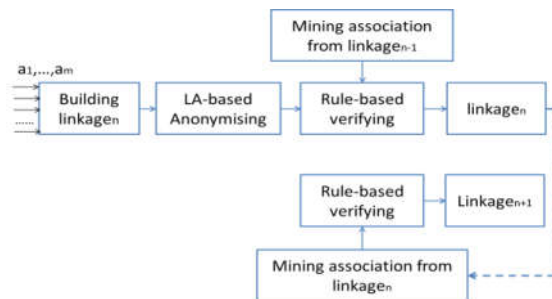 Mining association
from linkagen-1
a1,...,am
......
Building
linkagen
LA-based
Anonymising
Rule-based
verifying
linkagen
Rule-based
verifying
Linkagen+1
Mining association from
linkagen